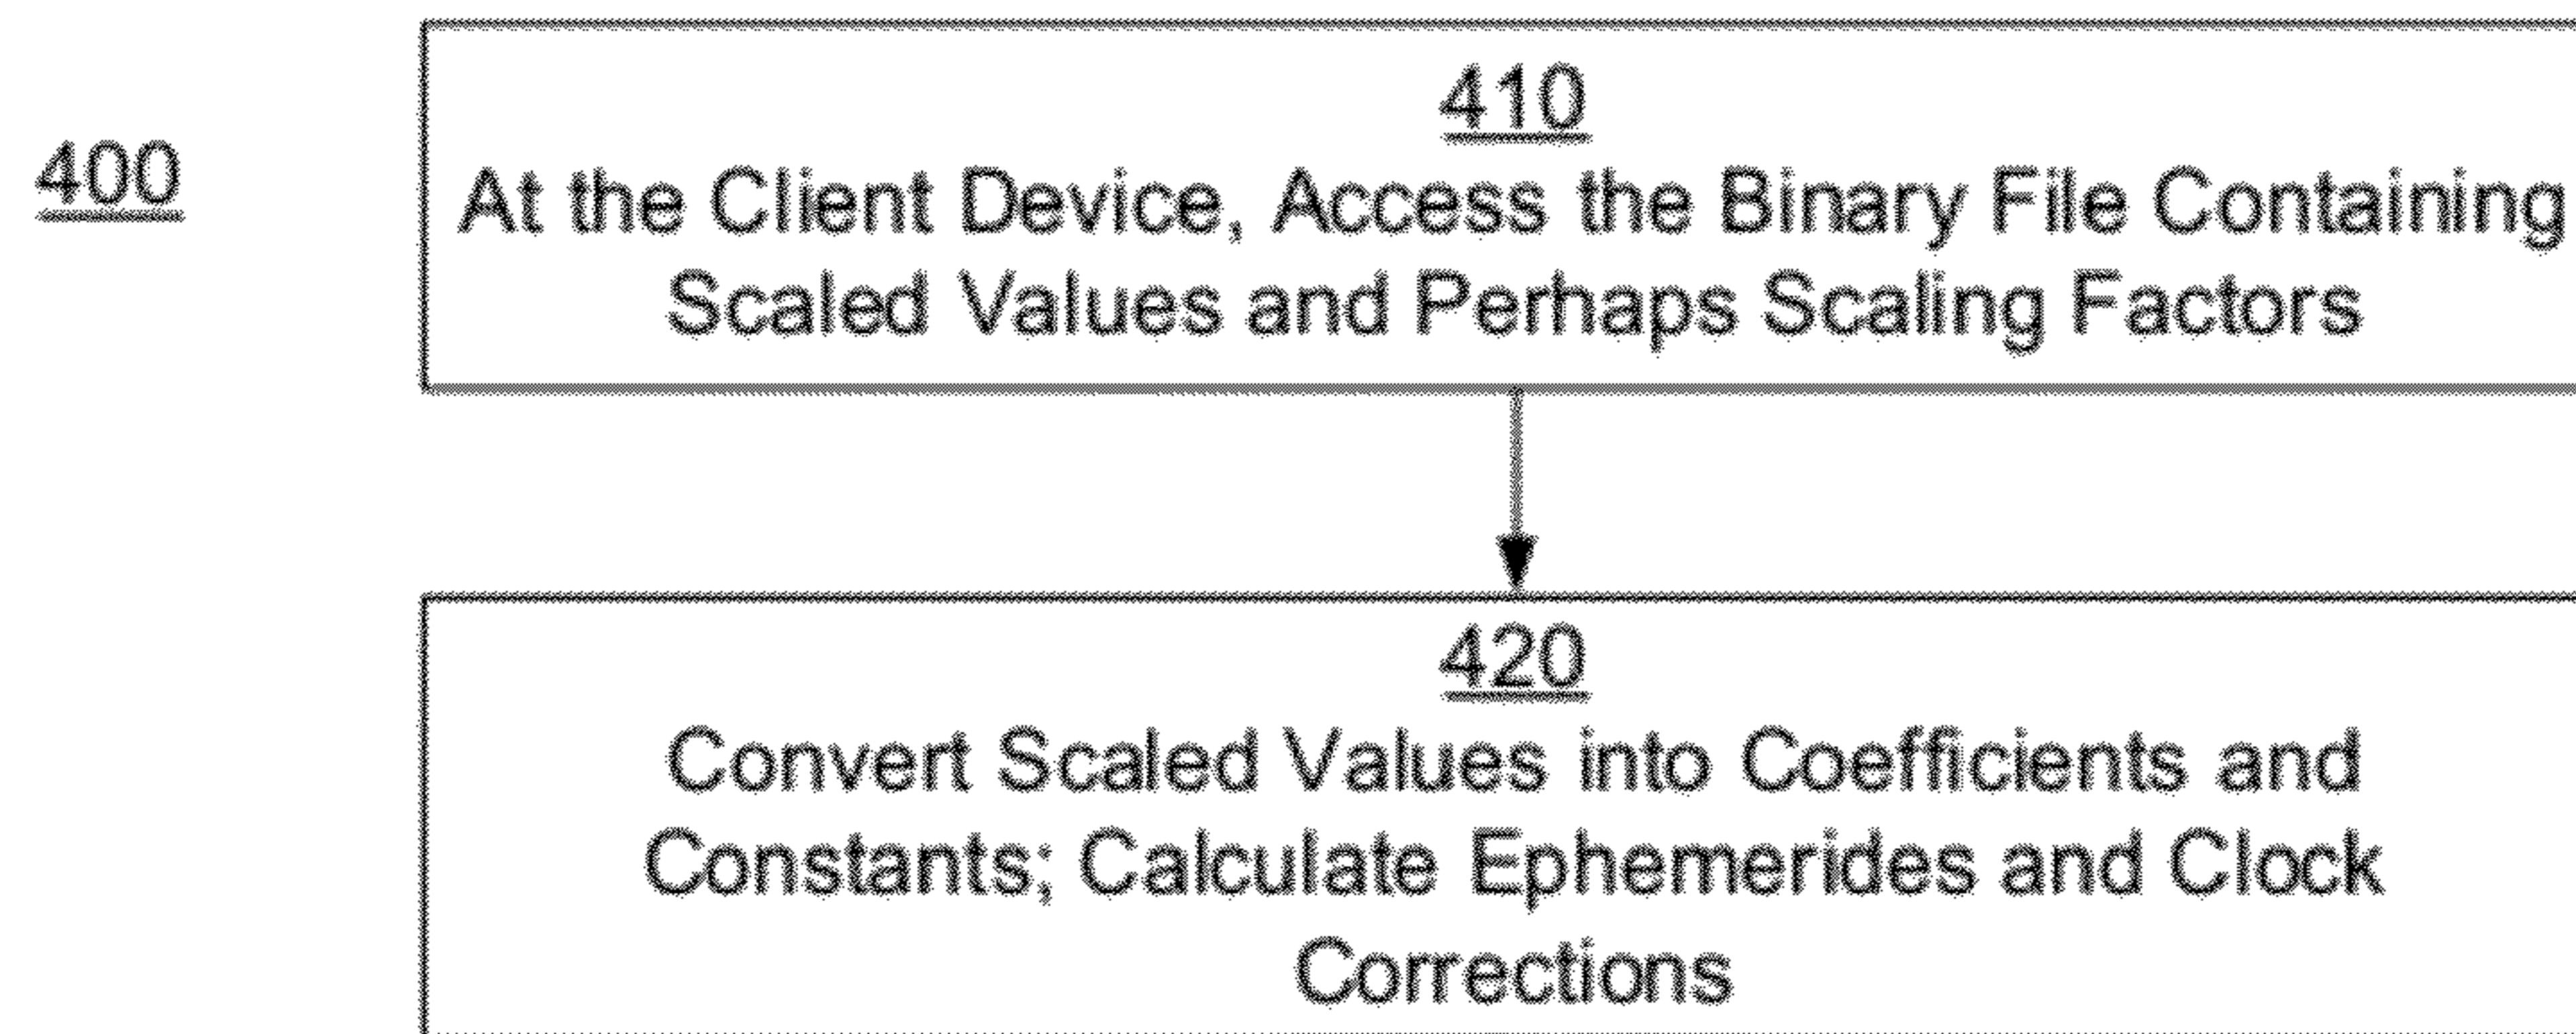 400
410
At the Client Device, Access the Binary File Containing
Scaled Values and Perhaps Scaling Factors
420
Convert Scaled Values into Coefficients and
Constants; Calculate Ephemerides and Clock
Corrections